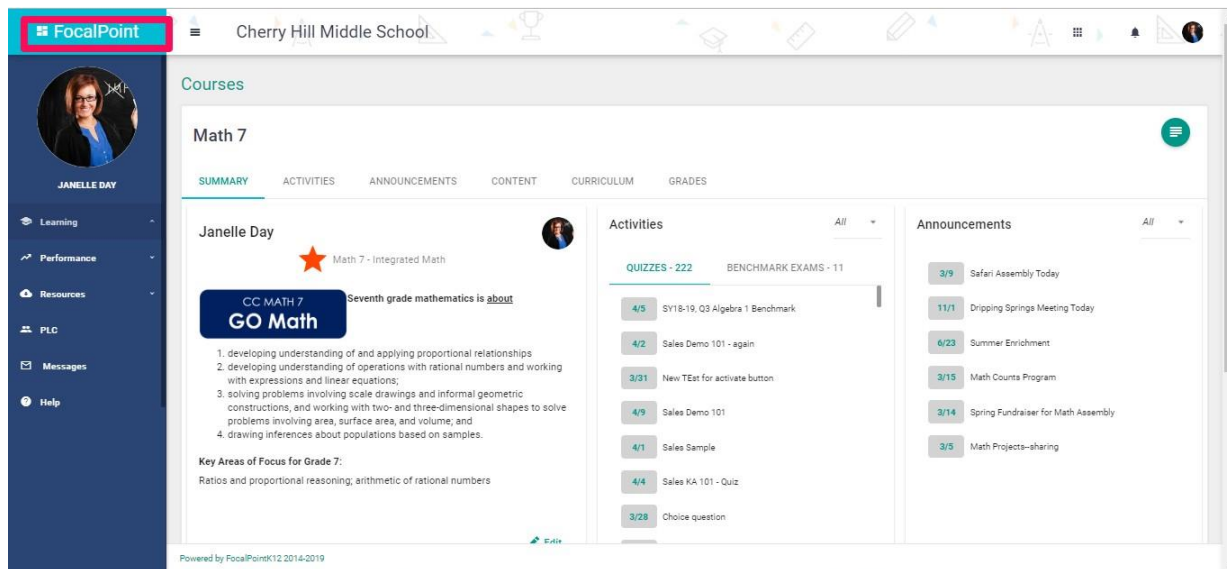 FocalPoint
Cherry Hill Middle School
JANELLE DAY
Learning
Performance
Resources
PLC
Messages
Help
Courses
Math 7
SUMMARY ACTIVITIES ANNOUNCEMENTS CONTENT CURRICULUM GRADES
Janelle Day
Math 7 - Integrated Math
CC MATH 7
GO Math
Seventh grade mathematics is about
1. developing understanding of and applying proportional relationships
2. developing understanding of operations with rational numbers and working
with expressions and linear equations;
3. solving problems involving scale drawings and informal geometric
constructions, and working with two- and three-dimensional shapes to solve
problems involving area, surface area, and volume; and
4. drawing inferences about populations based on samples.
Key Areas of Focus for Grade 7:
Ratios and proportional reasoning; arithmetic of rational numbers
Edit
Activities All
QUIZZES - 222 BENCHMARK EXAMS - 11
4/5 SY18-19, Q3 Algebra 1 Benchmark
4/2 Sales Demo 101 - again
3/31 New TEst for activate button
4/9 Sales Demo 101
4/1 Sales Sample
4/4 Sales KA 101 - Quiz
3/28 Choice question
Announcements All
3/9 Safari Assembly Today
11/1 Dripping Springs Meeting Today
6/23 Summer Enrichment
3/15 Math Counts Program
3/14 Spring Fundraiser for Math Assembly
3/5 Math Projects--sharing
Powered by FocalPointK12 2014-2019